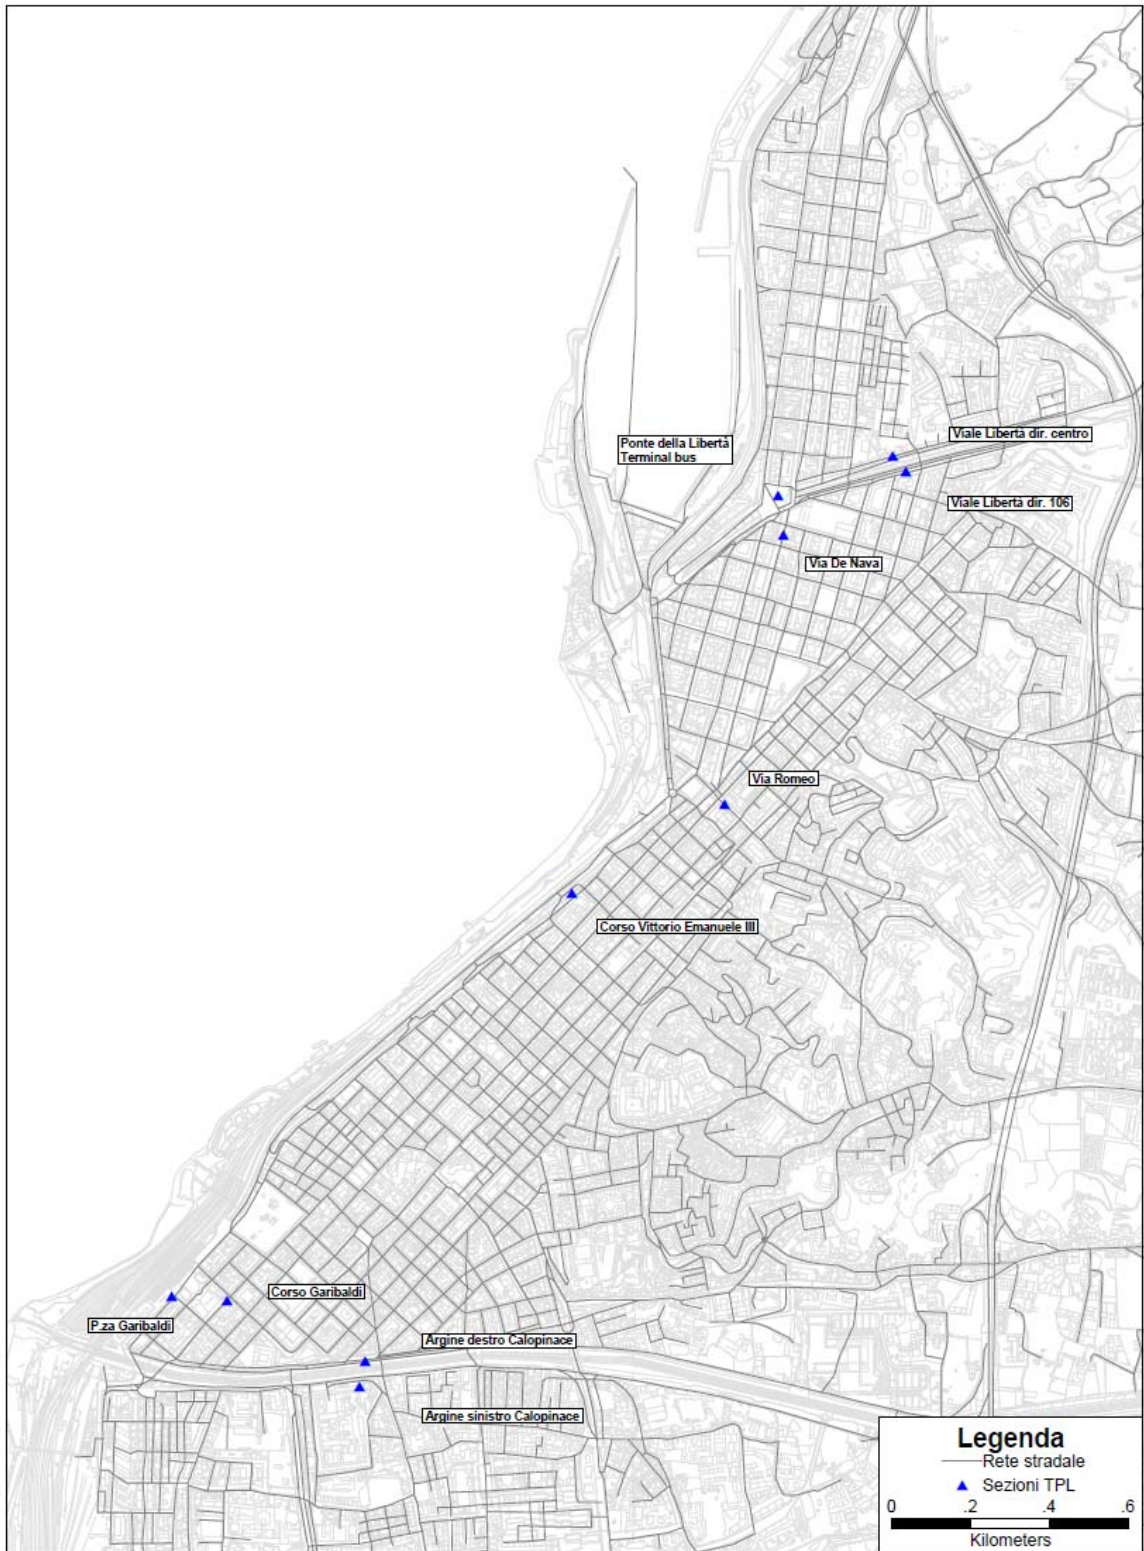 Viale Libertà dir. centro
Ponte della Libertà
Terminal bus
Viale Libertà dir. 106
Via De Nava
Via Romeo
Corso Vittorio Emanuele III
Corso Garibaldi
P.za Garibaldi
Argine destro Calopinace
Argine sinistro Calopinace
Legenda
Rete stradale
Sezioni TPL
0 .2 .4 .6
Kilometers